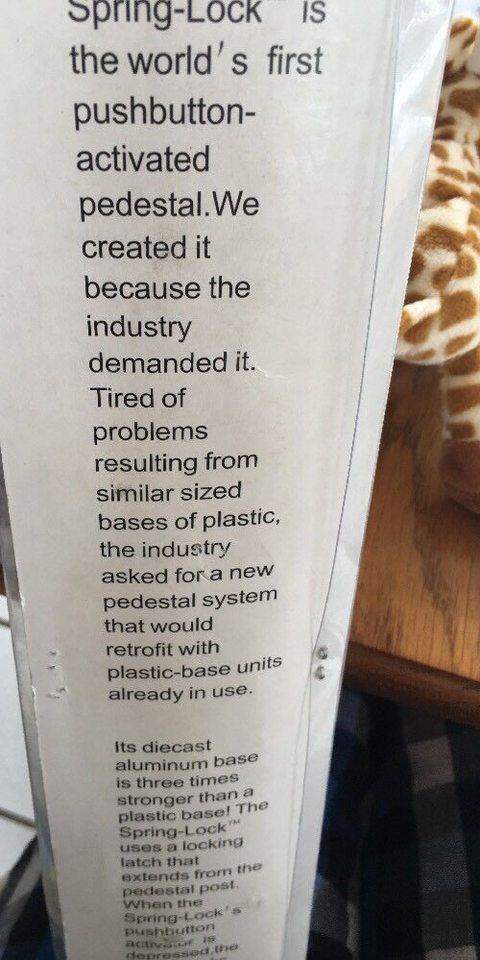 Spring-Lock™ is
the world's first
pushbutton-
activated
pedestal.We
created it
because the
industry
demanded it.
Tired of
problems
resulting from
similar sized
bases of plastic,
the industry
asked for a new
pedestal system
that would
retrofit with
plastic-base units
already in use.
Its diecast
aluminum base
is three times
stronger than a
plastic base! The
Spring-Lock™
uses a locking
latch that
extends from the
pedestal post.
When the
Spring-Lock's
pushbutton
activator is
depressed,the